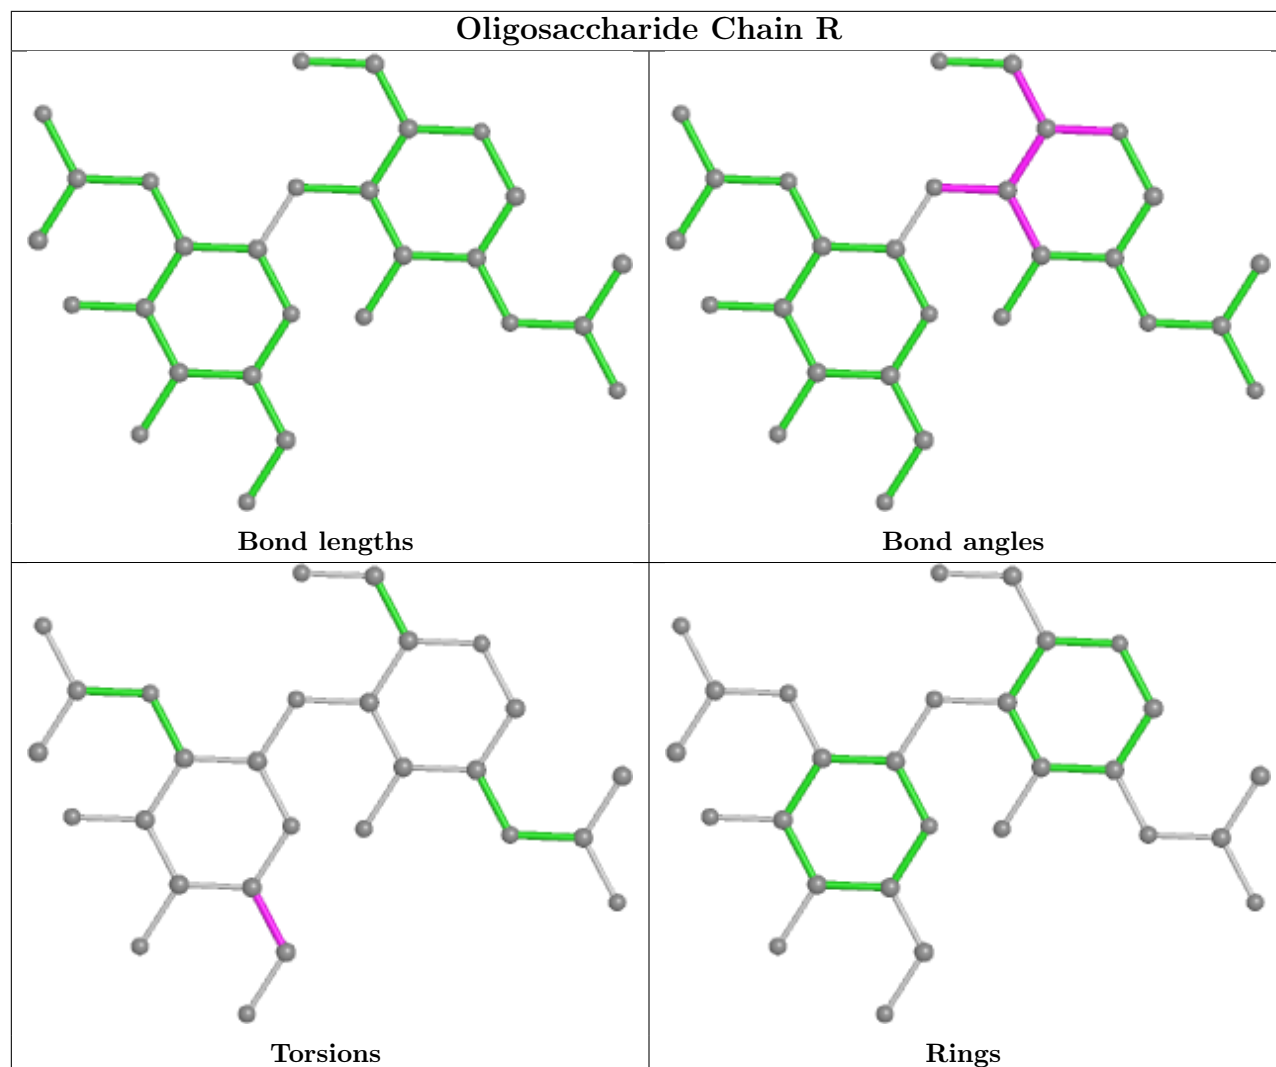 Oligosaccharide Chain R
Bond lengths
Bond angles
Torsions
Rings